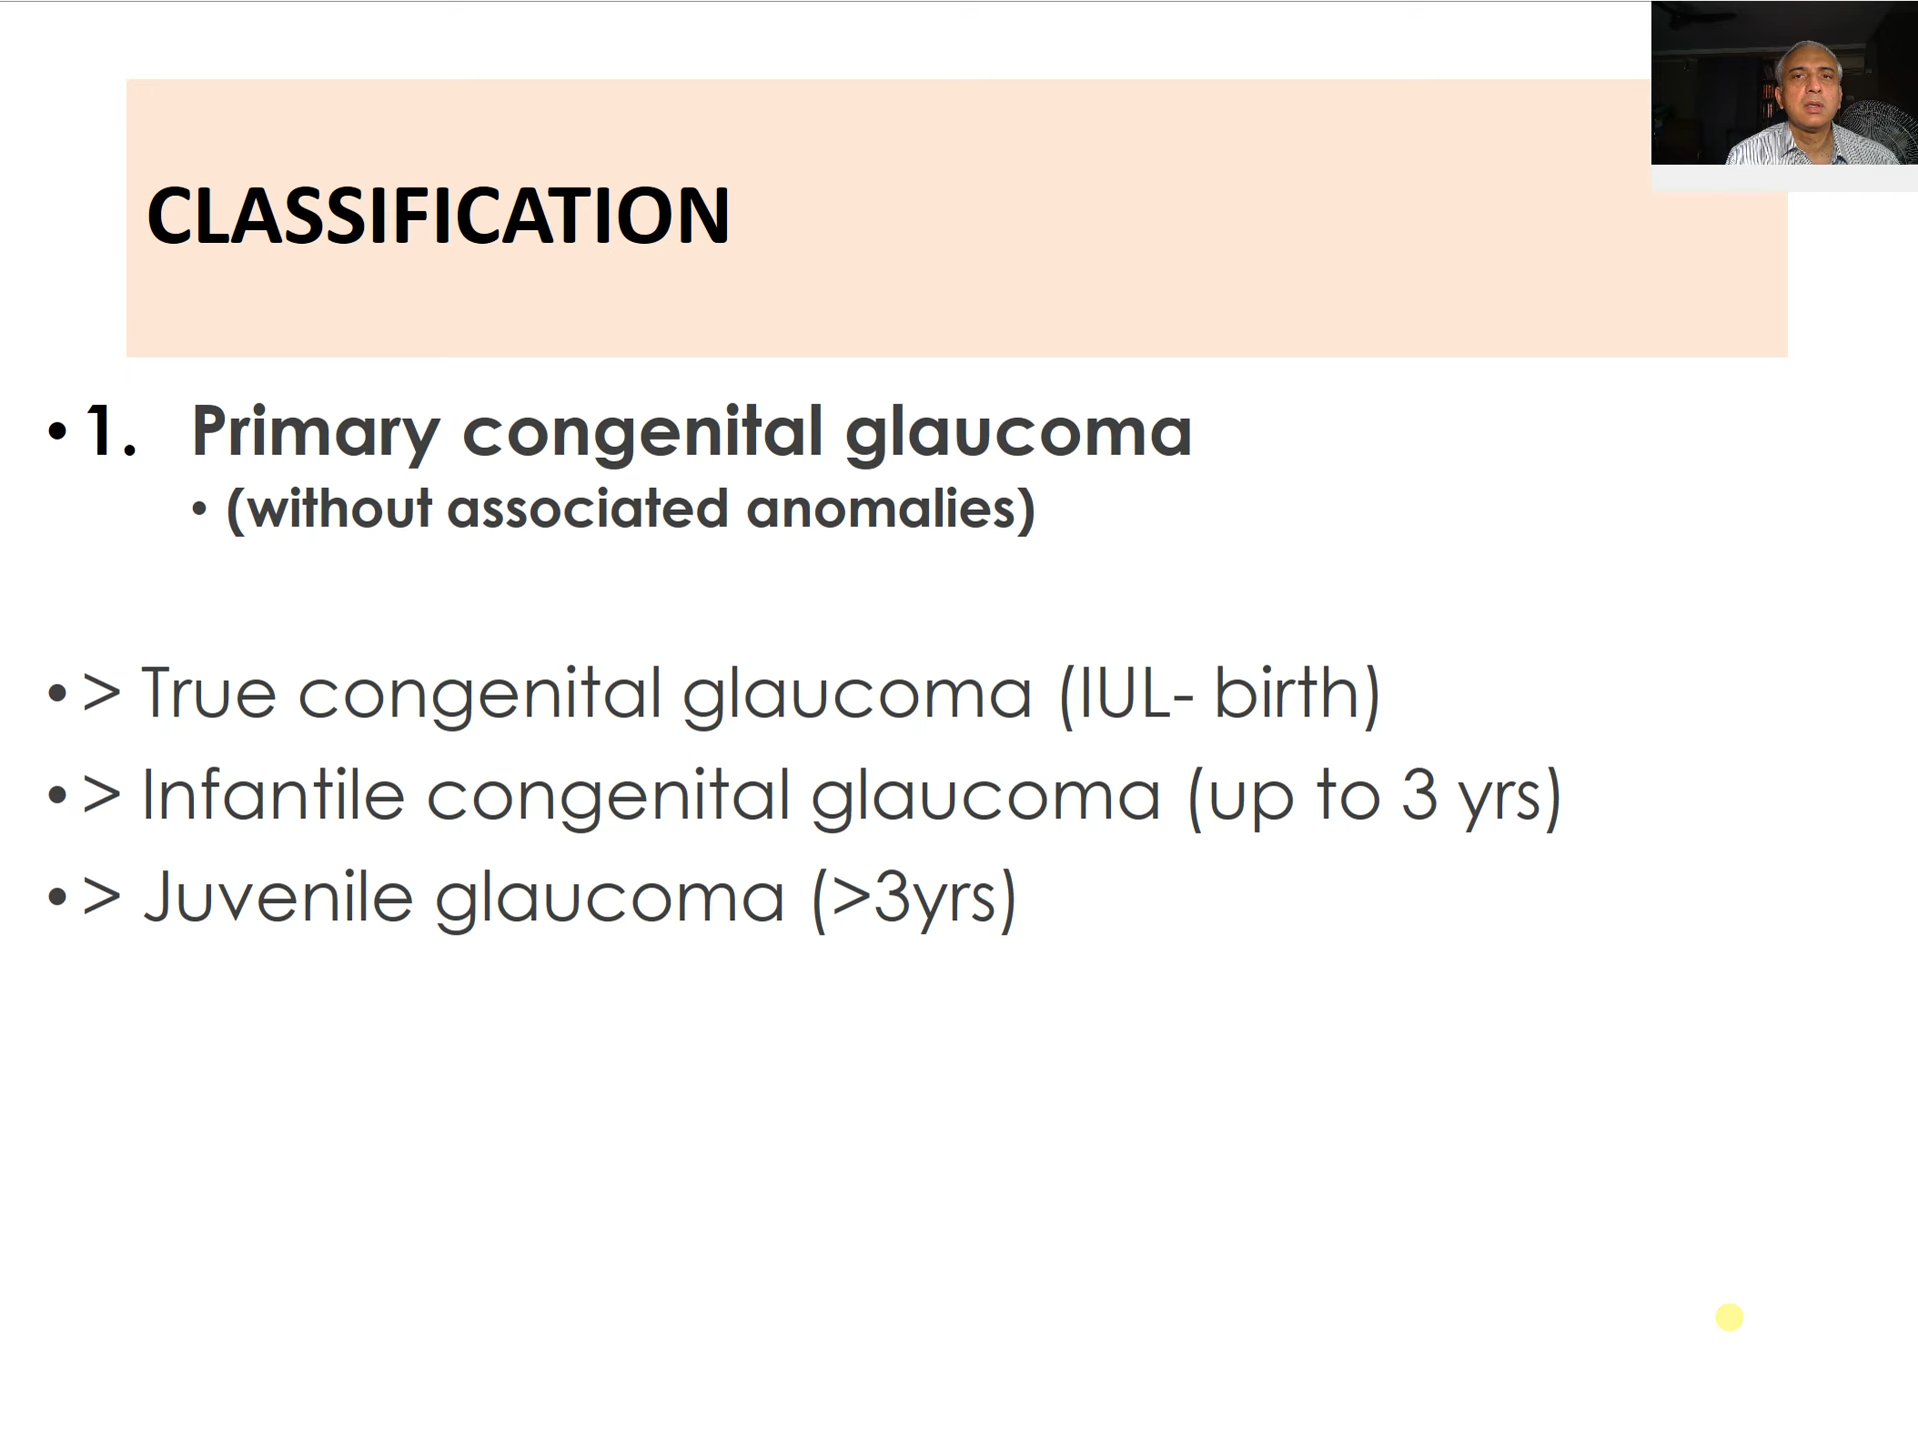 CLASSIFICATION
• 1. Primary congenital glaucoma
• (without associated anomalies)
• > True congenital glaucoma (IUL- birth)
• > Infantile congenital glaucoma (up to 3 yrs)
• > Juvenile glaucoma (>3yrs)